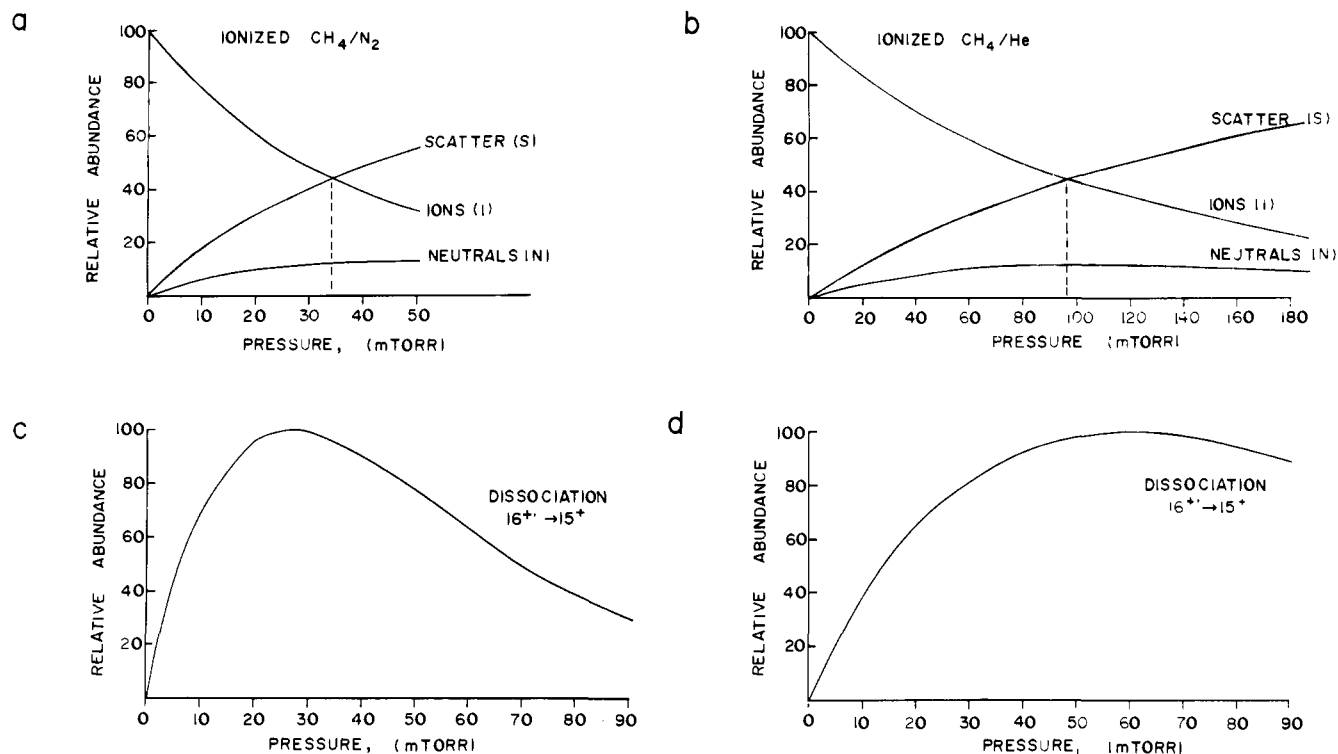 a
IONIZED CH4/N2
RELATIVE ABUNDANCE
100
80
60
40
20
SCATTER (S)
IONS (I)
NEUTRALS (N)
0 10 20 30 40 50
PRESSURE, (mTORR)
b
IONIZED CH4/He
RELATIVE ABUNDANCE
100
80
60
40
20
SCATTER (S)
IONS (I)
NEUTRALS (N)
0 20 40 60 80 100 120 140 160 180
PRESSURE (mTORR)
c
RELATIVE ABUNDANCE
100
80
60
40
20
DISSOCIATION
16+· → 15+
0 10 20 30 40 50 60 70 80 90
PRESSURE, (mTORR)
d
RELATIVE ABUNDANCE
100
80
60
40
20
DISSOCIATION
16+· → 15+
0 10 20 30 40 50 60 70 80 90
PRESSURE, (mTORR)